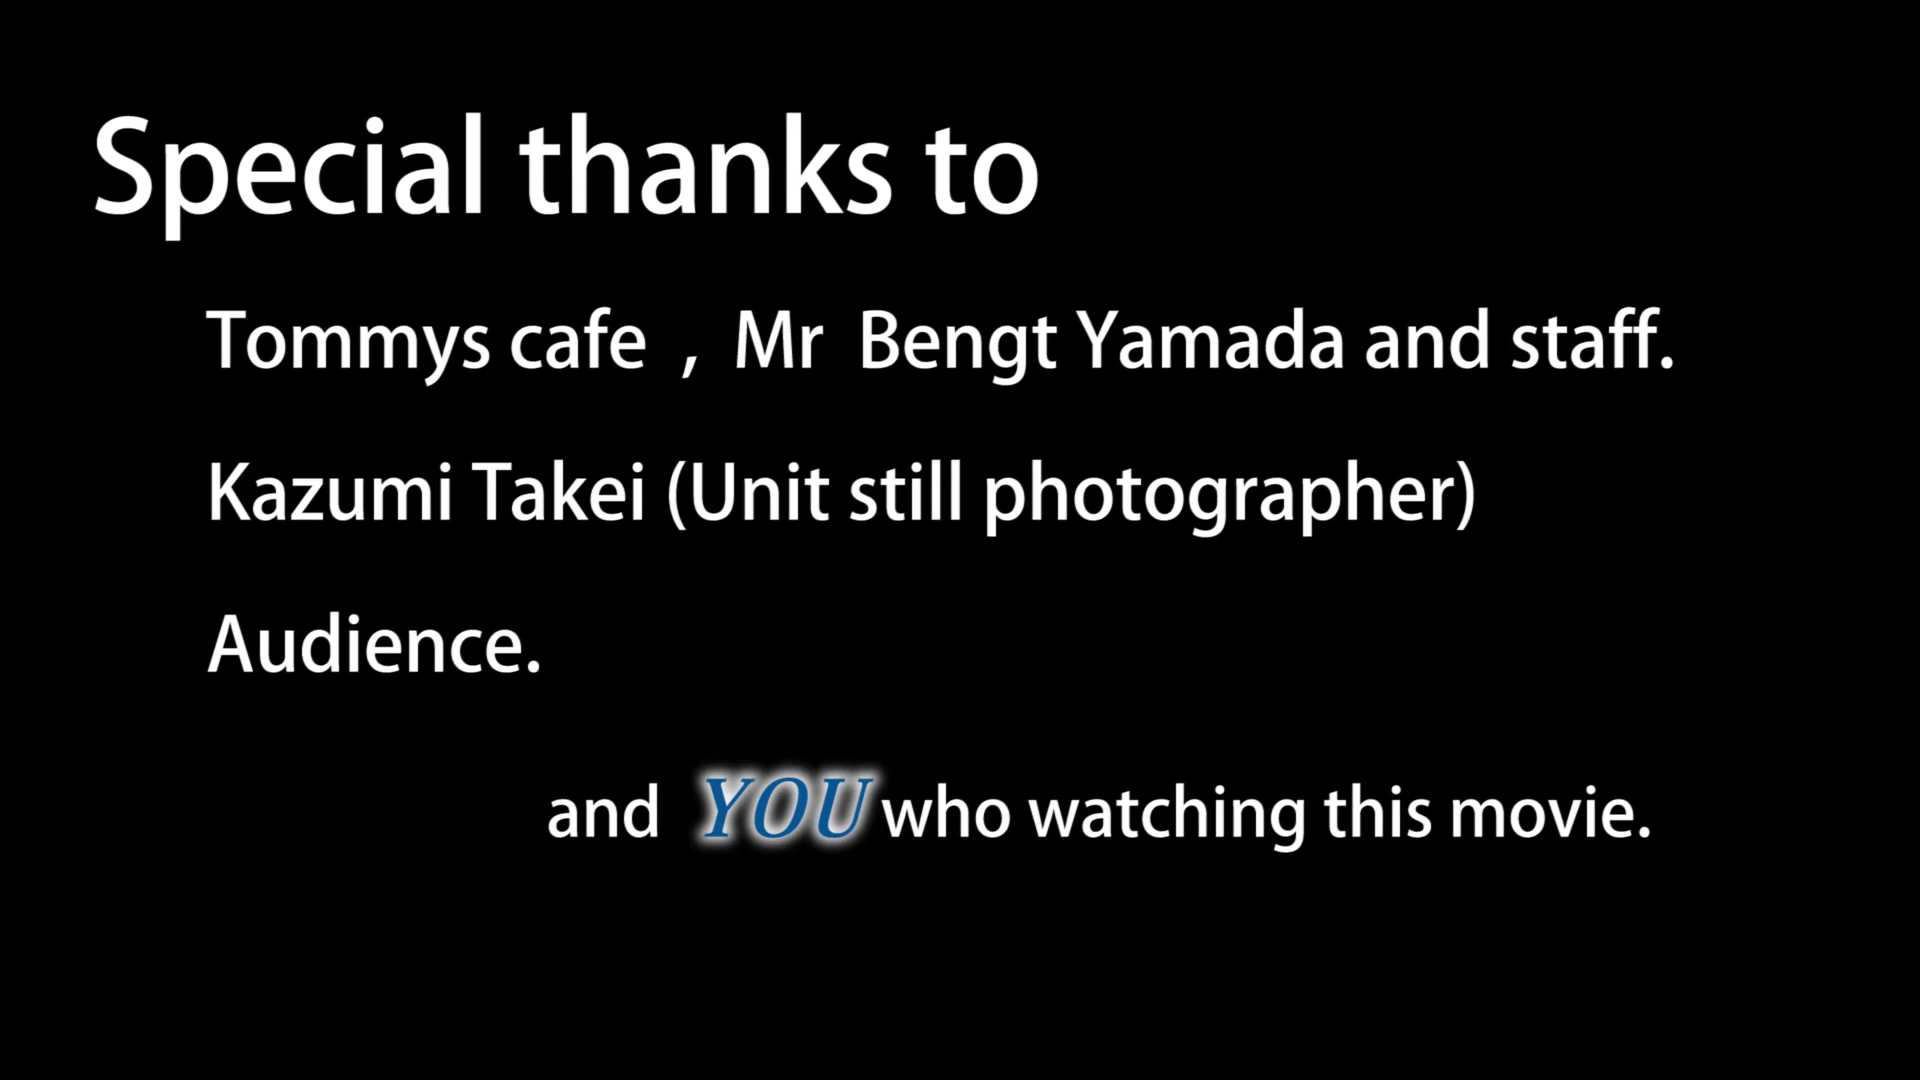 Special thanks to
Tommys cafe , Mr Bengt Yamada and staff.
Kazumi Takei (Unit still photographer)
Audience.
and YOU who watching this movie.